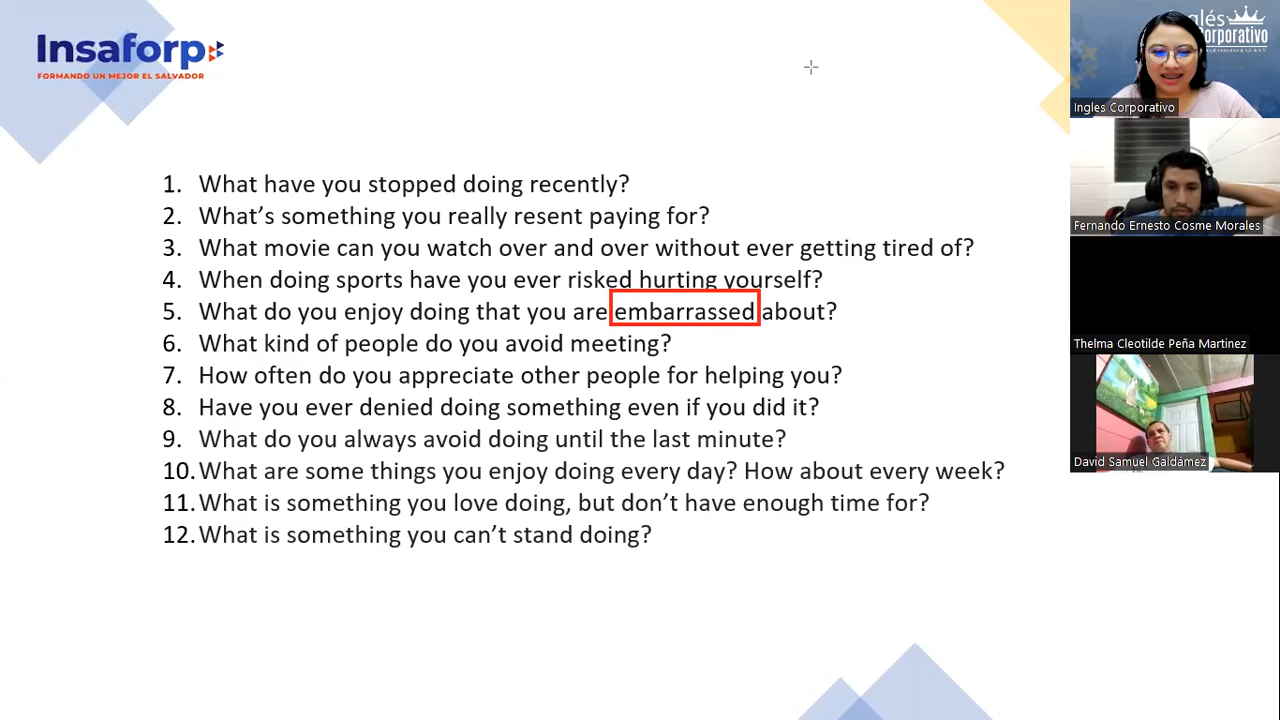 Insaforp
FORMANDO UN MEJOR EL SALVADOR
1. What have you stopped doing recently?
2. What's something you really resent paying for?
3. What movie can you watch over and over without ever getting tired of?
4. When doing sports have you ever risked hurting yourself?
5. What do you enjoy doing that you are embarrassed about?
6. What kind of people do you avoid meeting?
7. How often do you appreciate other people for helping you?
8. Have you ever denied doing something even if you did it?
9. What do you always avoid doing until the last minute?
10. What are some things you enjoy doing every day? How about every week?
11. What is something you love doing, but don't have enough time for?
12. What is something you can't stand doing?
Inglés
Corporativo
Ingles Corporativo
Fernando Ernesto Cosme Morales
Thelma Cleotilde Peña Martinez
David Samuel Galdámez